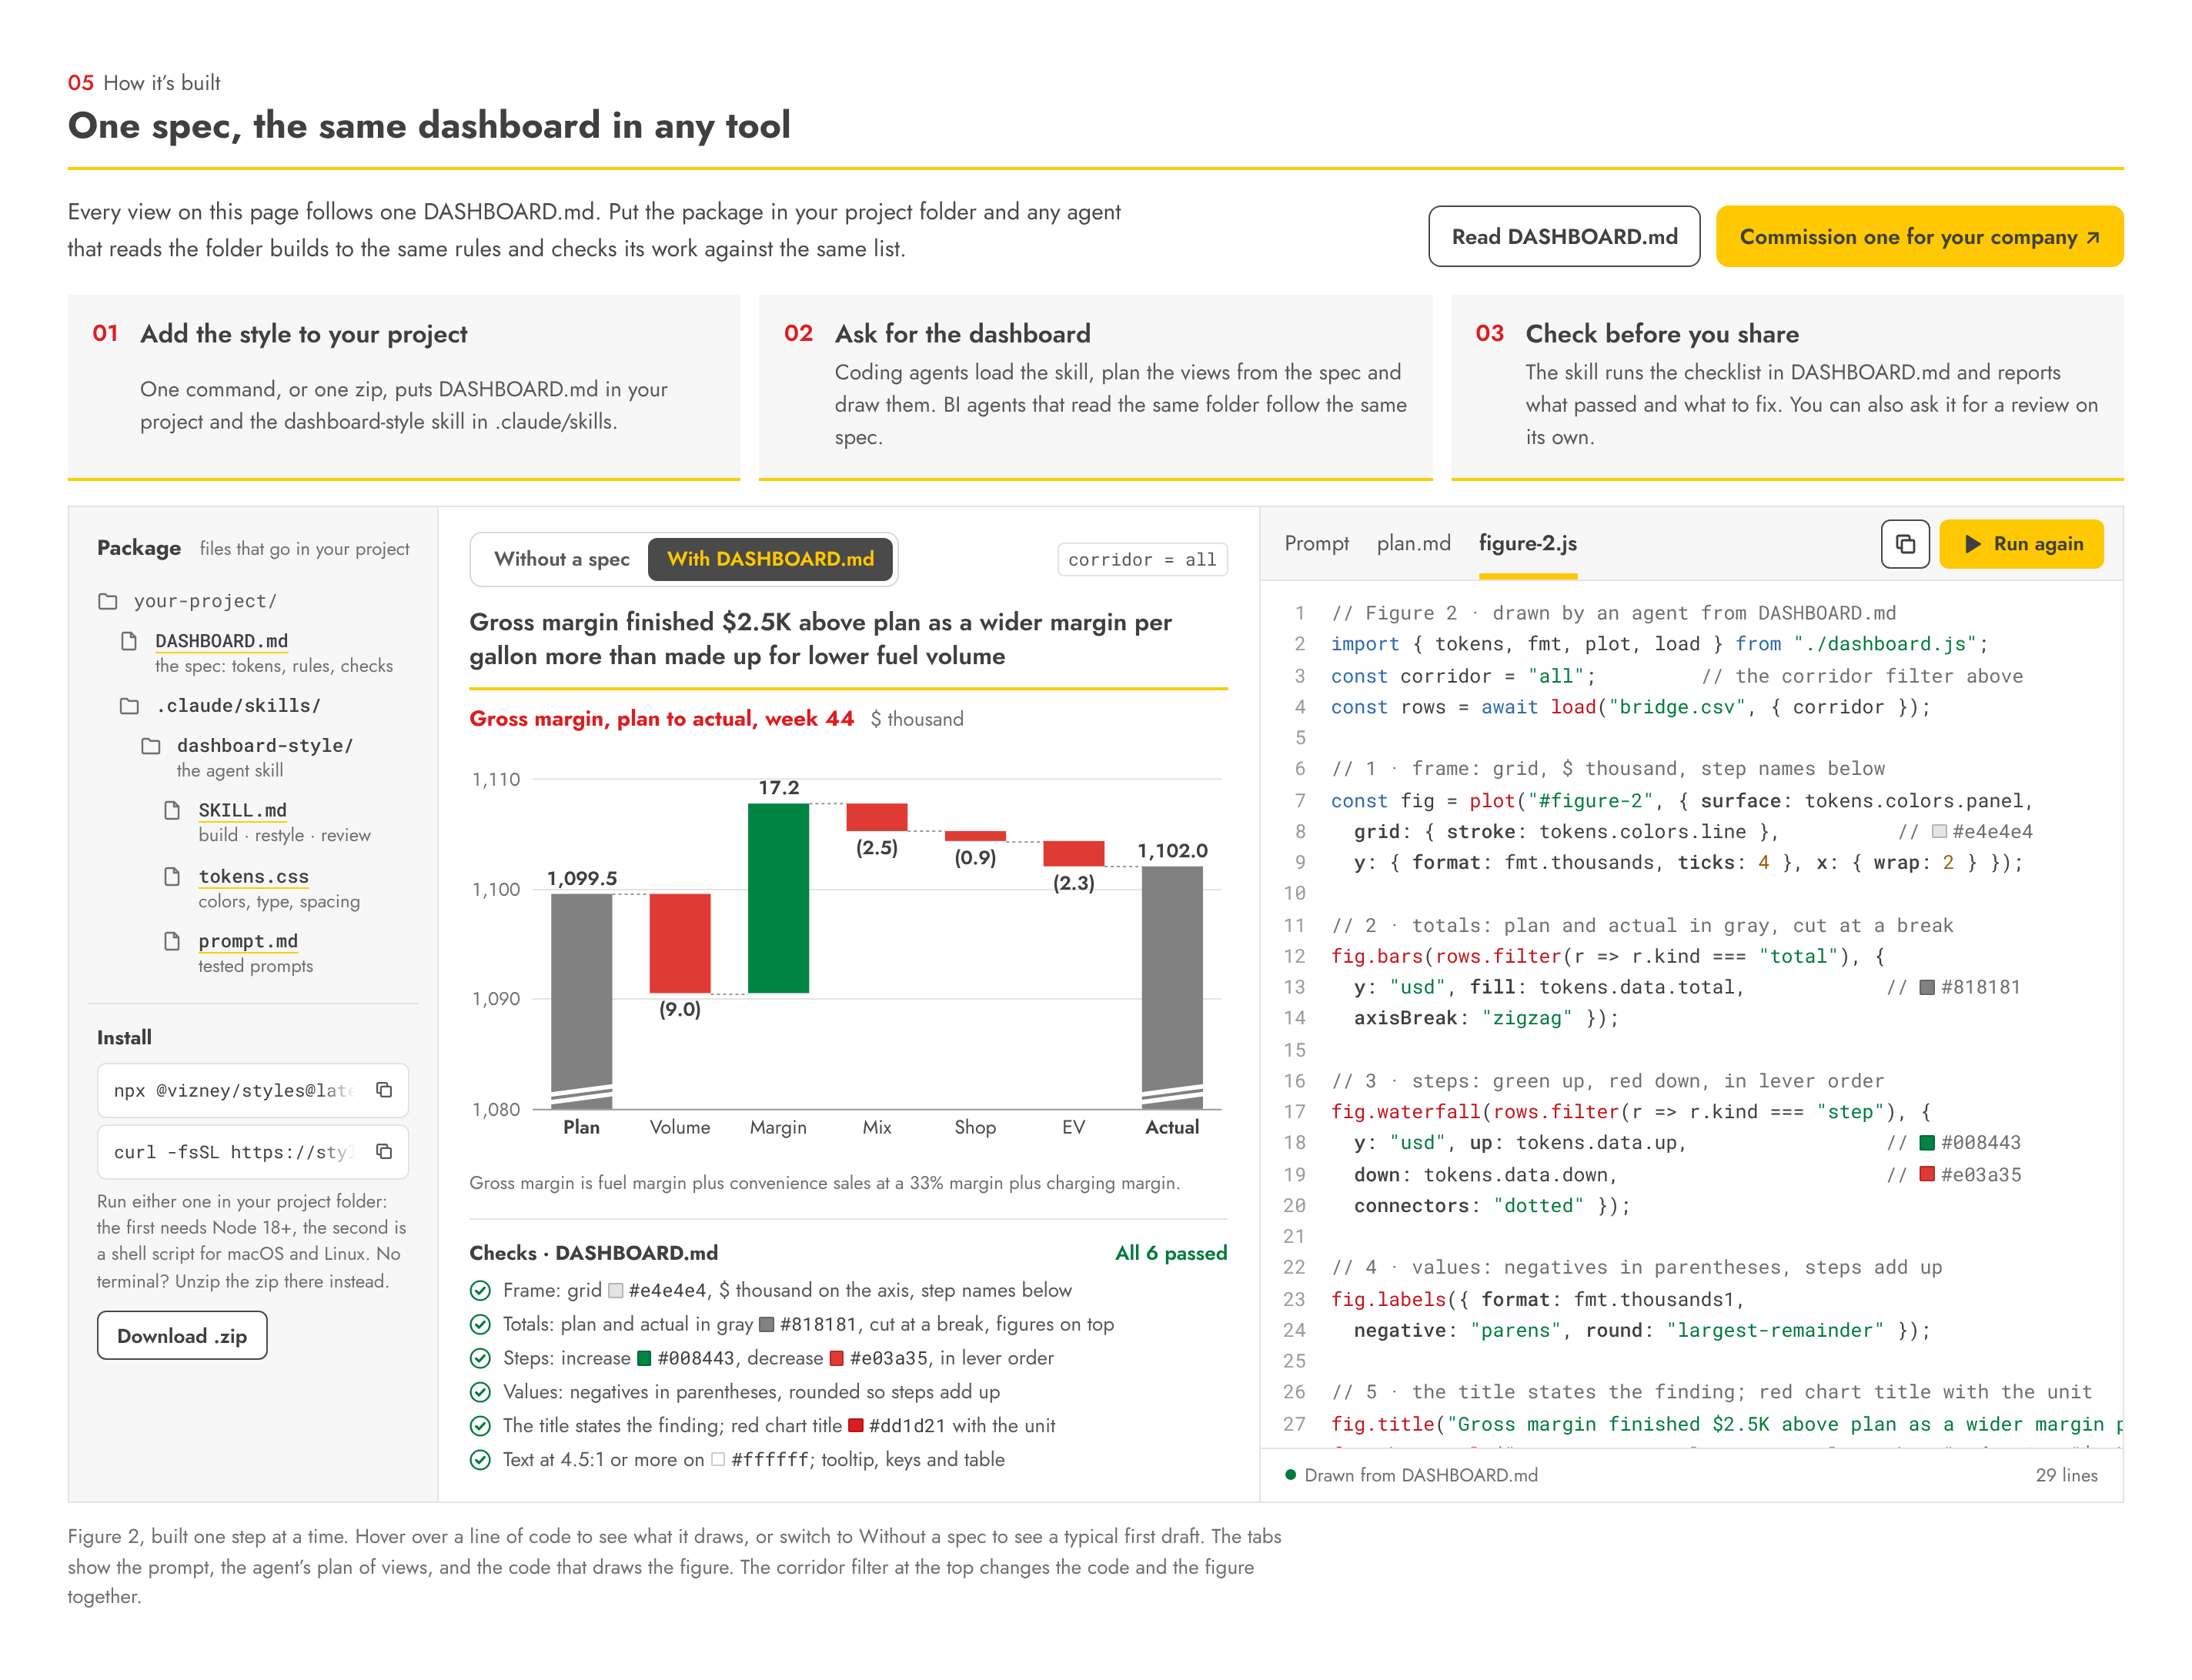 05 How it’s built
One spec, the same dashboard in any tool
Every view on this page follows one DASHBOARD.md. Put the package in your project folder and any agent
that reads the folder builds to the same rules and checks its work against the same list.
Read DASHBOARD.md
Commission one for your company ↗
01 Add the style to your project
One command, or one zip, puts DASHBOARD.md in your
project and the dashboard-style skill in .claude/skills.
02 Ask for the dashboard
Coding agents load the skill, plan the views from the spec and
draw them. BI agents that read the same folder follow the same
spec.
03 Check before you share
The skill runs the checklist in DASHBOARD.md and reports
what passed and what to fix. You can also ask it for a review on
its own.
Package files that go in your project
your-project/
DASHBOARD.md
the spec: tokens, rules, checks
.claude/skills/
dashboard-style/
the agent skill
SKILL.md
build · restyle · review
tokens.css
colors, type, spacing
prompt.md
tested prompts
Install
npx @vizney/styles@late
curl -fsSL https://sty
Run either one in your project folder:
the first needs Node 18+, the second is
a shell script for macOS and Linux. No
terminal? Unzip the zip there instead.
Download .zip
Without a spec
With DASHBOARD.md
corridor = all
Gross margin finished $2.5K above plan as a wider margin per
gallon more than made up for lower fuel volume
Gross margin, plan to actual, week 44 $ thousand
1,110
1,100
1,090
1,080
1,099.5
(9.0)
17.2
(2.5)
(0.9)
(2.3)
1,102.0
Plan Volume Margin Mix Shop EV Actual
Gross margin is fuel margin plus convenience sales at a 33% margin plus charging margin.
Checks · DASHBOARD.md
All 6 passed
Frame: grid #e4e4e4, $ thousand on the axis, step names below
Totals: plan and actual in gray #818181, cut at a break, figures on top
Steps: increase #008443, decrease #e03a35, in lever order
Values: negatives in parentheses, rounded so steps add up
The title states the finding; red chart title #dd1d21 with the unit
Text at 4.5:1 or more on #ffffff; tooltip, keys and table
Prompt plan.md figure-2.js
Run again
1 // Figure 2 · drawn by an agent from DASHBOARD.md
2 import { tokens, fmt, plot, load } from "./dashboard.js";
3 const corridor = "all"; // the corridor filter above
4 const rows = await load("bridge.csv", { corridor });
5
6 // 1 · frame: grid, $ thousand, step names below
7 const fig = plot("#figure-2", { surface: tokens.colors.panel,
8 grid: { stroke: tokens.colors.line }, // #e4e4e4
9 y: { format: fmt.thousands, ticks: 4 }, x: { wrap: 2 } });
10
11 // 2 · totals: plan and actual in gray, cut at a break
12 fig.bars(rows.filter(r => r.kind === "total"), {
13 y: "usd", fill: tokens.data.total, // #818181
14 axisBreak: "zigzag" });
15
16 // 3 · steps: green up, red down, in lever order
17 fig.waterfall(rows.filter(r => r.kind === "step"), {
18 y: "usd", up: tokens.data.up, // #008443
19 down: tokens.data.down, // #e03a35
20 connectors: "dotted" });
21
22 // 4 · values: negatives in parentheses, steps add up
23 fig.labels({ format: fmt.thousands1,
24 negative: "parens", round: "largest-remainder" });
25
26 // 5 · the title states the finding; red chart title with the unit
27 fig.title("Gross margin finished $2.5K above plan as a wider margin p
Drawn from DASHBOARD.md
29 lines
Figure 2, built one step at a time. Hover over a line of code to see what it draws, or switch to Without a spec to see a typical first draft. The tabs
show the prompt, the agent’s plan of views, and the code that draws the figure. The corridor filter at the top changes the code and the figure
together.